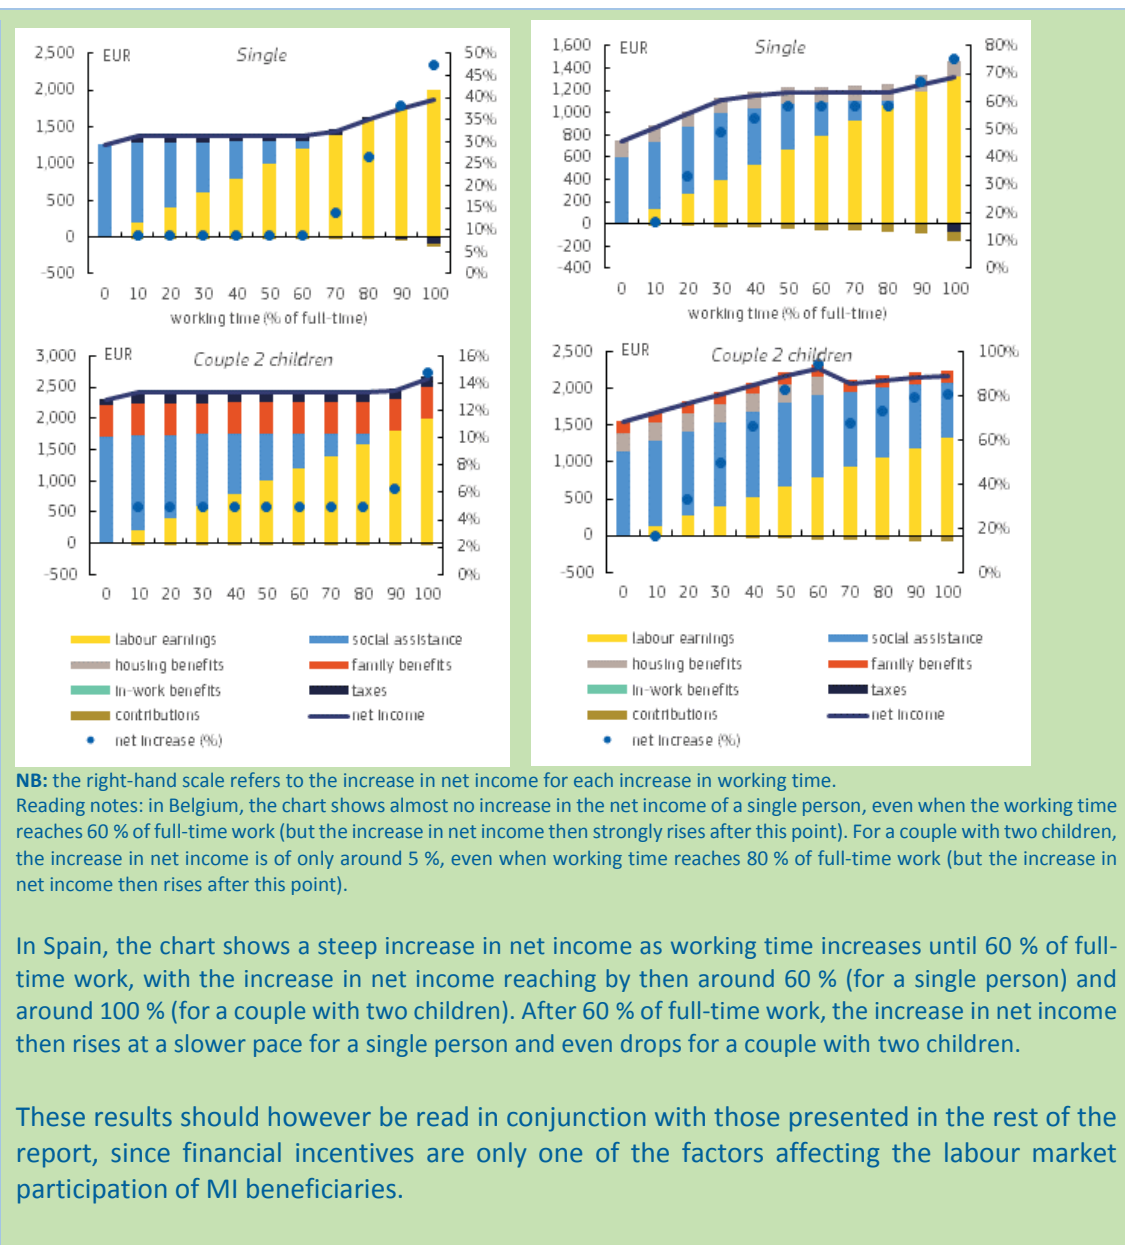 EUR
Single
2,500
2,000
1,500
1,000
500
0
-500
50%
45%
40%
35%
30%
25%
20%
15%
10%
5%
0%
0 10 20 30 40 50 60 70 80 90 100
working time (% of full-time)
EUR
Single
1,600
1,400
1,200
1,000
800
600
400
200
0
-200
-400
80%
70%
60%
50%
40%
30%
20%
10%
0%
0 10 20 30 40 50 60 70 80 90 100
working time (% of full-time)
EUR
Couple 2 children
3,000
2,500
2,000
1,500
1,000
500
0
-500
16%
14%
12%
10%
8%
6%
4%
2%
0%
0 10 20 30 40 50 60 70 80 90 100
labour earnings
social assistance
housing benefits
family benefits
in-work benefits
taxes
contributions
net income
net increase (%)
EUR
Couple 2 children
2,500
2,000
1,500
1,000
500
0
-500
100%
80%
60%
40%
20%
0%
0 10 20 30 40 50 60 70 80 90 100
labour earnings
social assistance
housing benefits
family benefits
in-work benefits
taxes
contributions
net income
net increase (%)
NB: the right-hand scale refers to the increase in net income for each increase in working time.
Reading notes: in Belgium, the chart shows almost no increase in the net income of a single person, even when the working time
reaches 60 % of full-time work (but the increase in net income then strongly rises after this point). For a couple with two children,
the increase in net income is of only around 5 %, even when working time reaches 80 % of full-time work (but the increase in
net income then rises after this point).
In Spain, the chart shows a steep increase in net income as working time increases until 60 % of full-
time work, with the increase in net income reaching by then around 60 % (for a single person) and
around 100 % (for a couple with two children). After 60 % of full-time work, the increase in net income
then rises at a slower pace for a single person and even drops for a couple with two children.
These results should however be read in conjunction with those presented in the rest of the
report, since financial incentives are only one of the factors affecting the labour market
participation of MI beneficiaries.